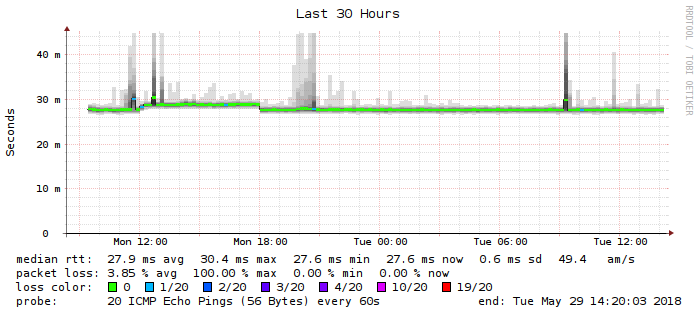 Last 30 Hours
RRDTOOL / TOBI OETIKER
Seconds
40 m
30 m
20 m
10 m
0
Mon 12:00 Mon 18:00 Tue 00:00 Tue 06:00 Tue 12:00
median rtt: 27.9 ms avg 30.4 ms max 27.6 ms min 27.6 ms now 0.6 ms sd 49.4 am/s
packet loss: 3.85 % avg 100.00 % max 0.00 % min 0.00 % now
loss color: 0 1/20 2/20 3/20 4/20 10/20 19/20
probe: 20 ICMP Echo Pings (56 Bytes) every 60s end: Tue May 29 14:20:03 2018